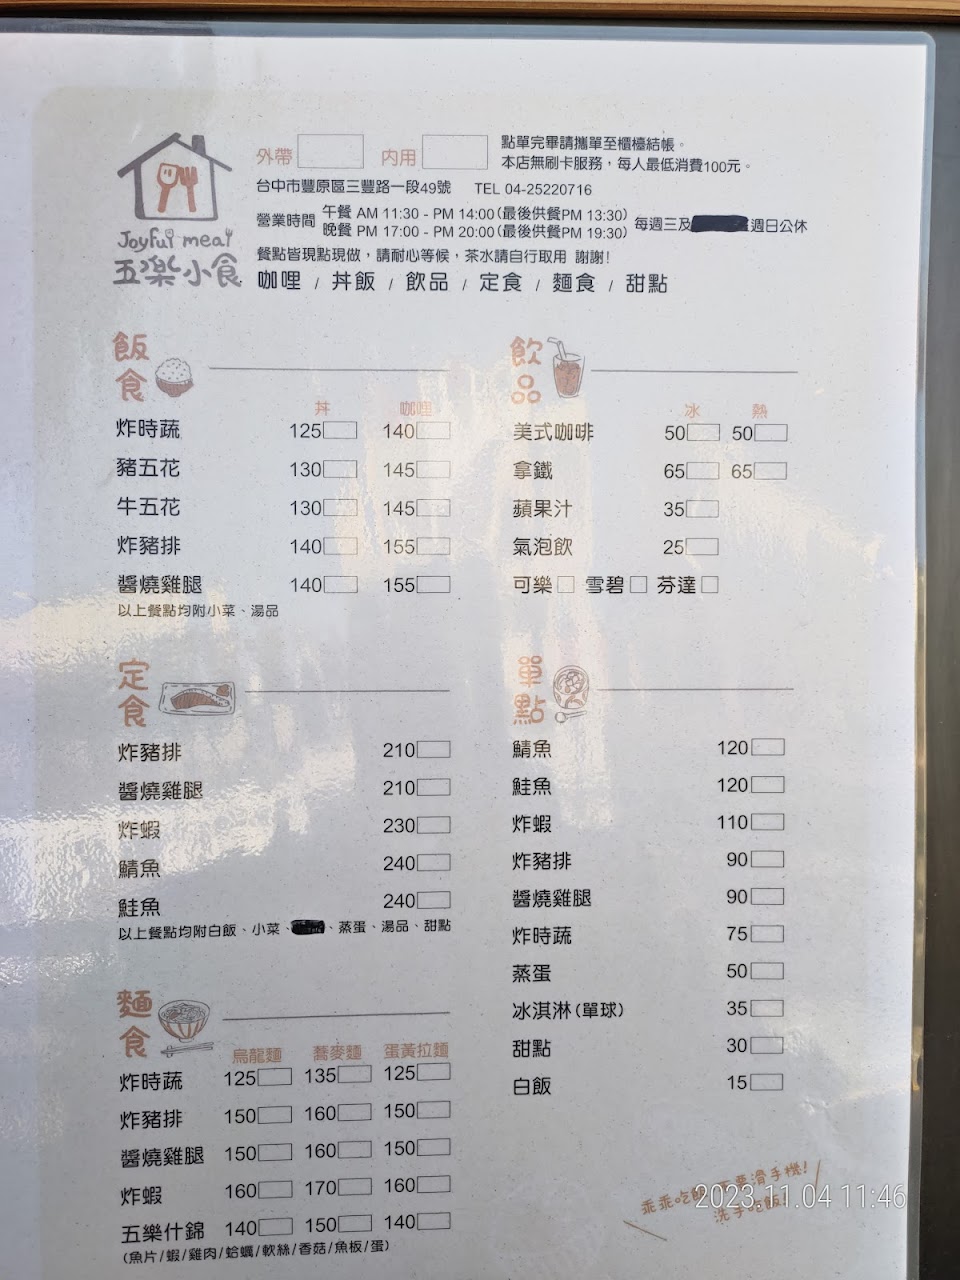 外帶
內用
點單完畢請攜單至櫃檯結帳。
本店無刷卡服務，每人最低消費100元。
台中市豐原區三豐路一段49號 TEL 04-25220716
營業時間
午餐 AM 11:30 - PM 14:00(最後供餐PM 13:30)
晚餐 PM 17:00 - PM 20:00(最後供餐PM 19:30)
每週三及 週日公休
餐點皆現點現做，請耐心等候，茶水請自行取用 謝謝!
Joyful meal
五樂小食
咖哩 / 丼飯 / 飲品 / 定食 / 麵食 / 甜點
飯食
丼 咖哩
炸時蔬 125 140
豬五花 130 145
牛五花 130 145
炸豬排 140 155
醬燒雞腿 140 155
以上餐點均附小菜、湯品
定食
炸豬排 210
醬燒雞腿 210
炸蝦 230
鯖魚 240
鮭魚 240
以上餐點均附白飯、小菜、 、蒸蛋、湯品、甜點
麵食
烏龍麵 蕎麥麵 蛋黃拉麵
炸時蔬 125 135 125
炸豬排 150 160 150
醬燒雞腿 150 160 150
炸蝦 160 170 160
五樂什錦 140 150 140
(魚片/蝦/雞肉/蛤蠣/軟絲/香菇/魚板/蛋)
飲品
冰 熱
美式咖啡 50 50
拿鐵 65 65
蘋果汁 35
氣泡飲 25
可樂 雪碧 芬達
單點
鯖魚 120
鮭魚 120
炸蝦 110
炸豬排 90
醬燒雞腿 90
炸時蔬 75
蒸蛋 50
冰淇淋(單球) 35
甜點 30
白飯 15
乖乖吃飯 不要滑手機!
洗手吃飯!
2023.11.04 11:46